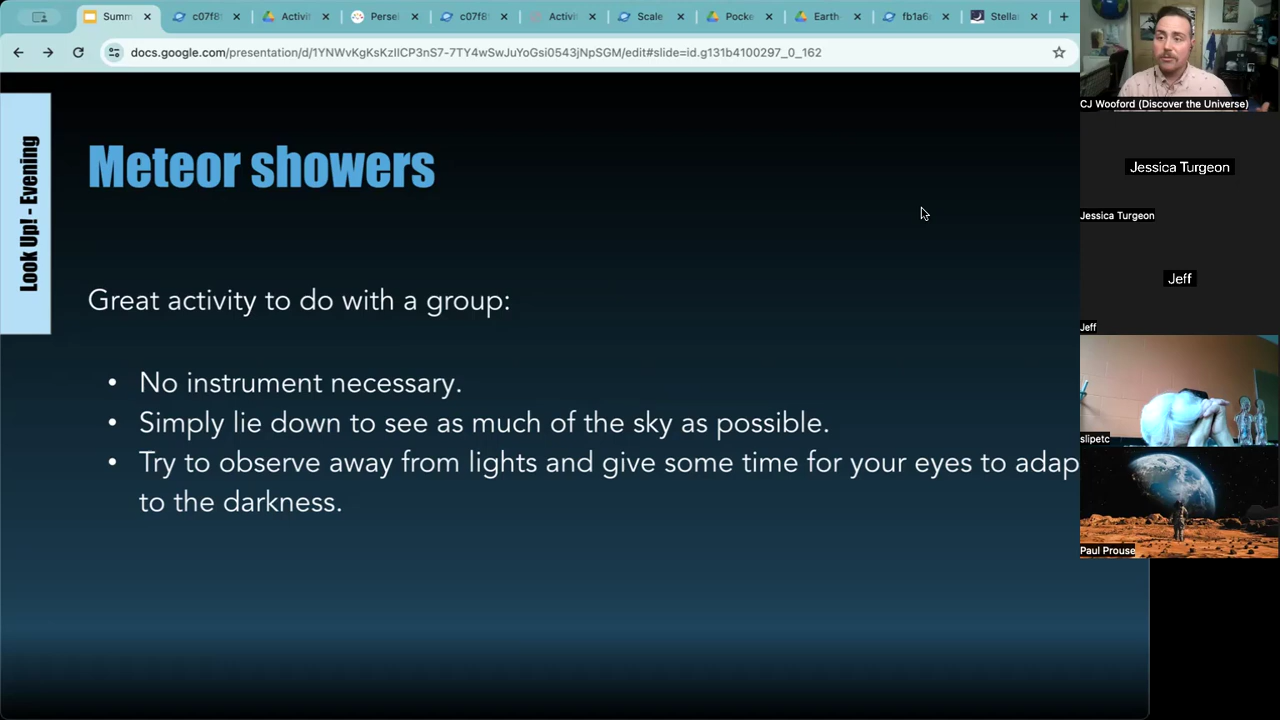 Summ
c07f8
Activi
Perse
c07f8
Activi
Scale
Pocke
Earth-
fb1a6
Stella
docs.google.com/presentation/d/1YNWvKgKsKzlICP3nS7-7TY4wSwJuYoGsi0543jNpSGM/edit#slide=id.g131b4100297_0_162
Look Up! - Evening
Meteor showers
Great activity to do with a group:
• No instrument necessary.
• Simply lie down to see as much of the sky as possible.
• Try to observe away from lights and give some time for your eyes to adap
to the darkness.
CJ Wooford (Discover the Universe)
Jessica Turgeon
Jessica Turgeon
Jeff
Jeff
slipetc
Paul Prouse